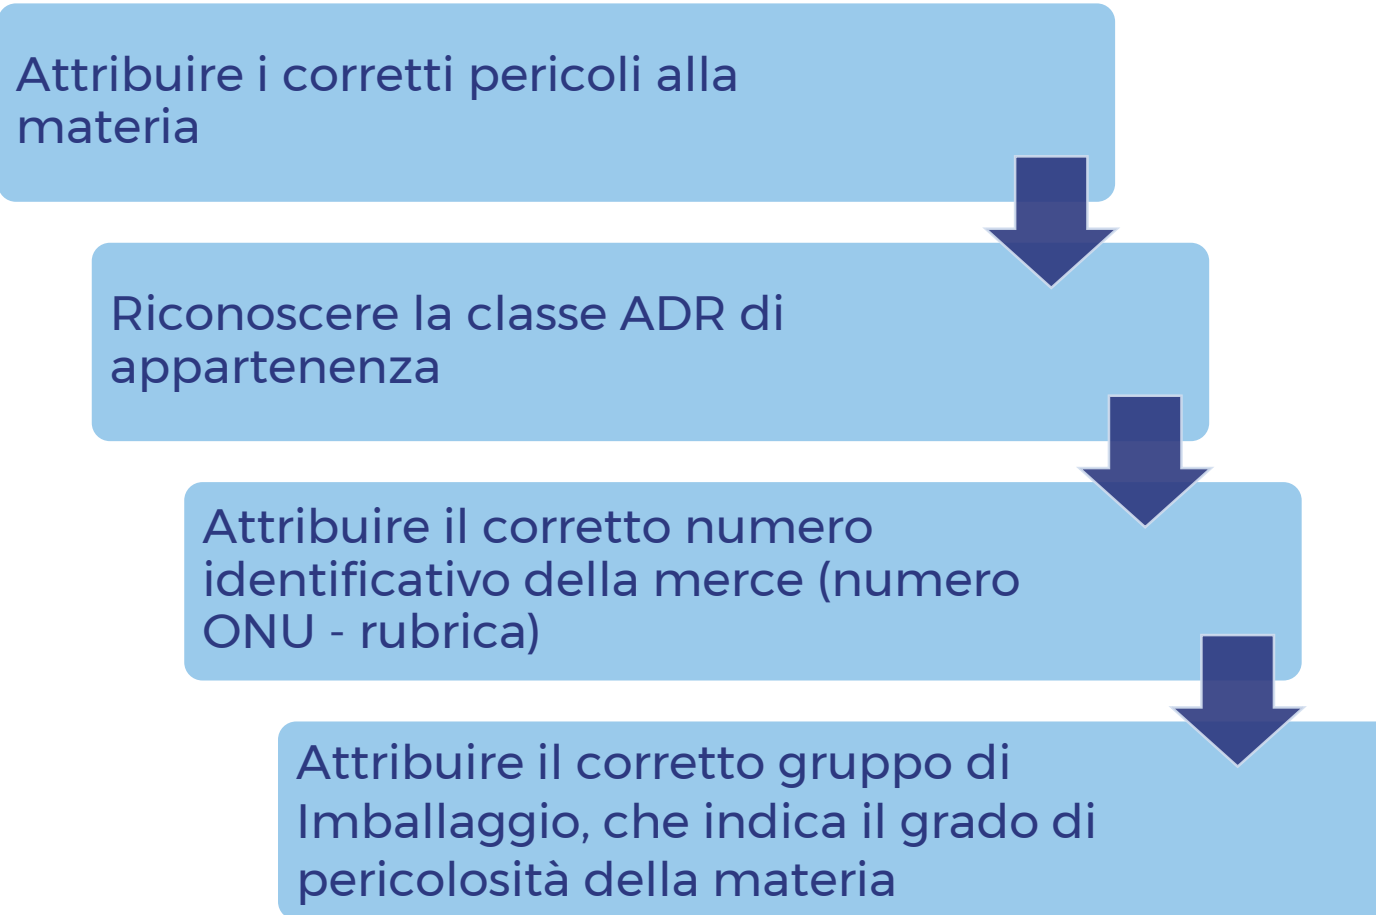 Attribuire i corretti pericoli alla
materia
Riconoscere la classe ADR di
appartenenza
Attribuire il corretto numero
identificativo della merce (numero
ONU - rubrica)
Attribuire il corretto gruppo di
Imballaggio, che indica il grado di
pericolosità della materia